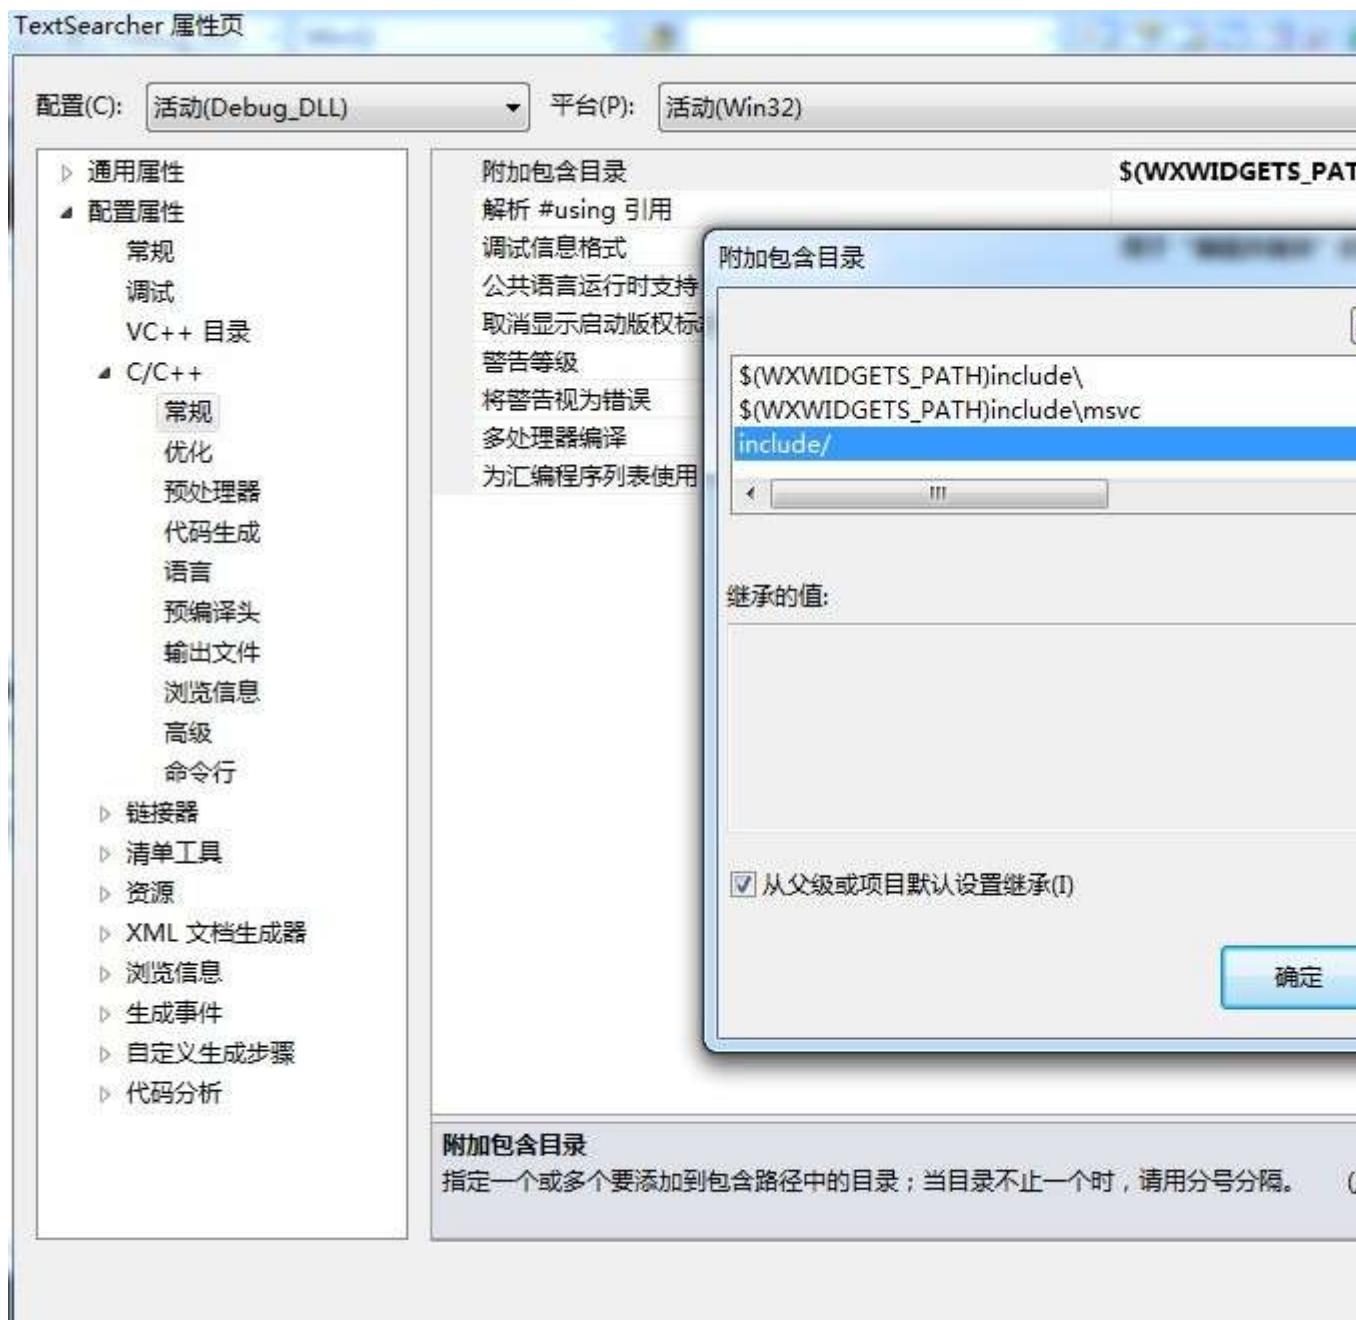 TextSearcher 属性页
配置(C): 活动(Debug_DLL) 平台(P): 活动(Win32)
通用属性
配置属性
常规
调试
VC++ 目录
C/C++
常规
优化
预处理器
代码生成
语言
预编译头
输出文件
浏览信息
高级
命令行
链接器
清单工具
资源
XML 文档生成器
浏览信息
生成事件
自定义生成步骤
代码分析
附加包含目录 $(WXWIDGETS_PAT
解析 #using 引用
调试信息格式
公共语言运行时支持
取消显示启动版权标
警告等级
将警告视为错误
多处理器编译
为汇编程序列表使用
附加包含目录
$(WXWIDGETS_PATH)include\
$(WXWIDGETS_PATH)include\msvc
include/
继承的值:
从父级或项目默认设置继承(I)
确定
附加包含目录
指定一个或多个要添加到包含路径中的目录；当目录不止一个时，请用分号分隔。 (